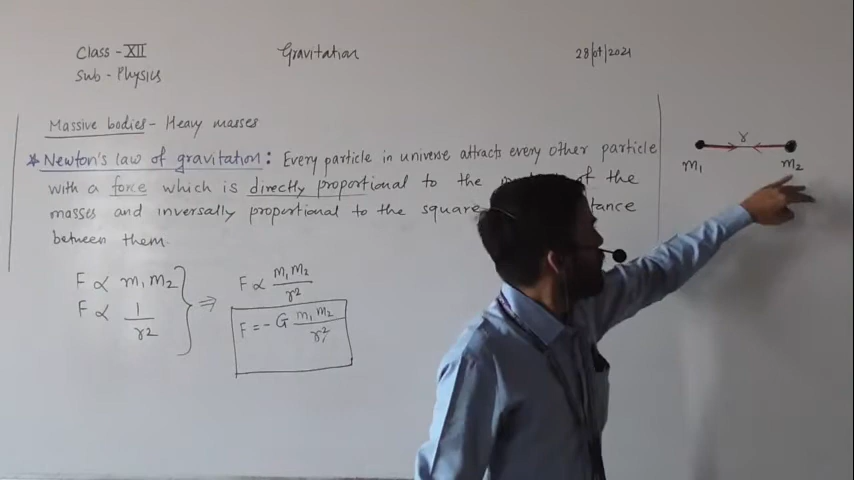 Class - XII
Gravitation
28/04/2021
Sub - Physics
Massive bodies - Heavy masses
* Newton's law of gravitation : Every particle in universe attracts every other particle
with a force which is directly proportional to the of the
masses and inversally proportional to the square
between them.
F ∝ m₁ m₂
F ∝ 1/r²
⇒
F ∝ m₁ m₂/r²
F = - G m₁ m₂/r²
r
m₁
m₂